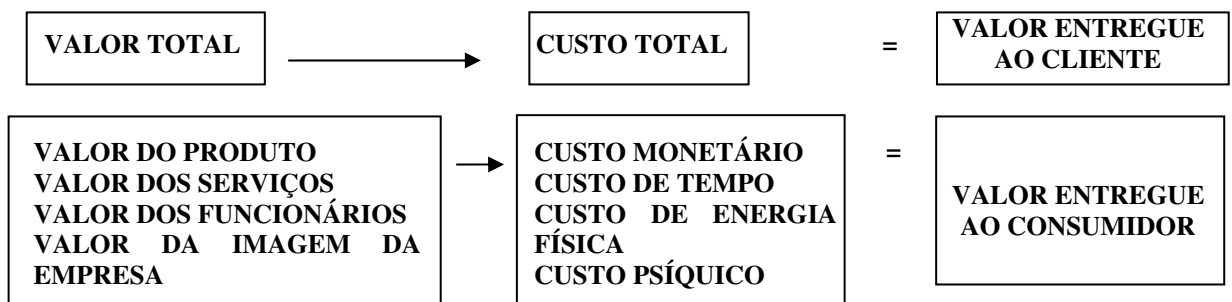 VALOR TOTAL
CUSTO TOTAL
=
VALOR ENTREGUE
AO CLIENTE
VALOR DO PRODUTO
VALOR DOS SERVIÇOS
VALOR DOS FUNCIONÁRIOS
VALOR DA IMAGEM DA
EMPRESA
CUSTO MONETÁRIO
CUSTO DE TEMPO
CUSTO DE ENERGIA
FÍSICA
CUSTO PSÍQUICO
=
VALOR ENTREGUE
AO CONSUMIDOR